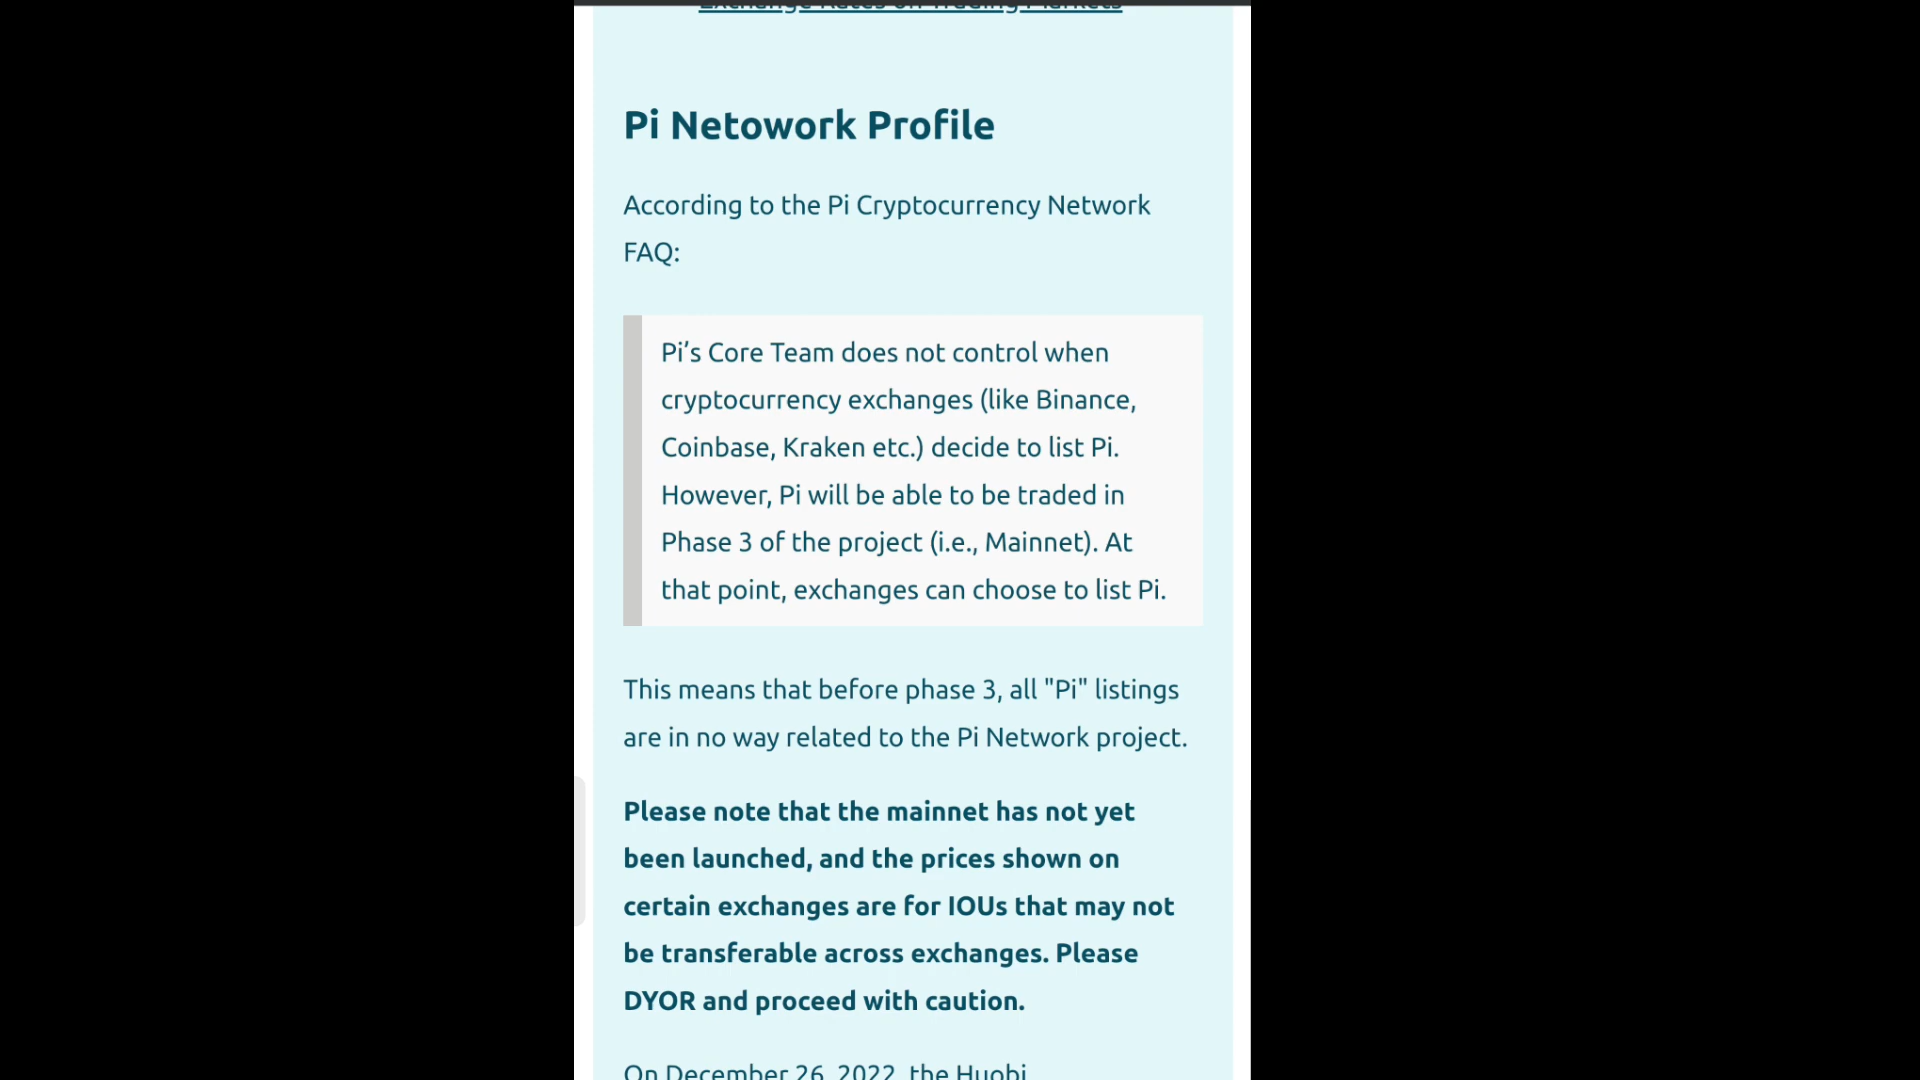 Exchange Rates on Trading Markets
Pi Netowork Profile
According to the Pi Cryptocurrency Network
FAQ:
Pi’s Core Team does not control when
cryptocurrency exchanges (like Binance,
Coinbase, Kraken etc.) decide to list Pi.
However, Pi will be able to be traded in
Phase 3 of the project (i.e., Mainnet). At
that point, exchanges can choose to list Pi.
This means that before phase 3, all "Pi" listings
are in no way related to the Pi Network project.
Please note that the mainnet has not yet
been launched, and the prices shown on
certain exchanges are for IOUs that may not
be transferable across exchanges. Please
DYOR and proceed with caution.
On December 26, 2022, the Huobi